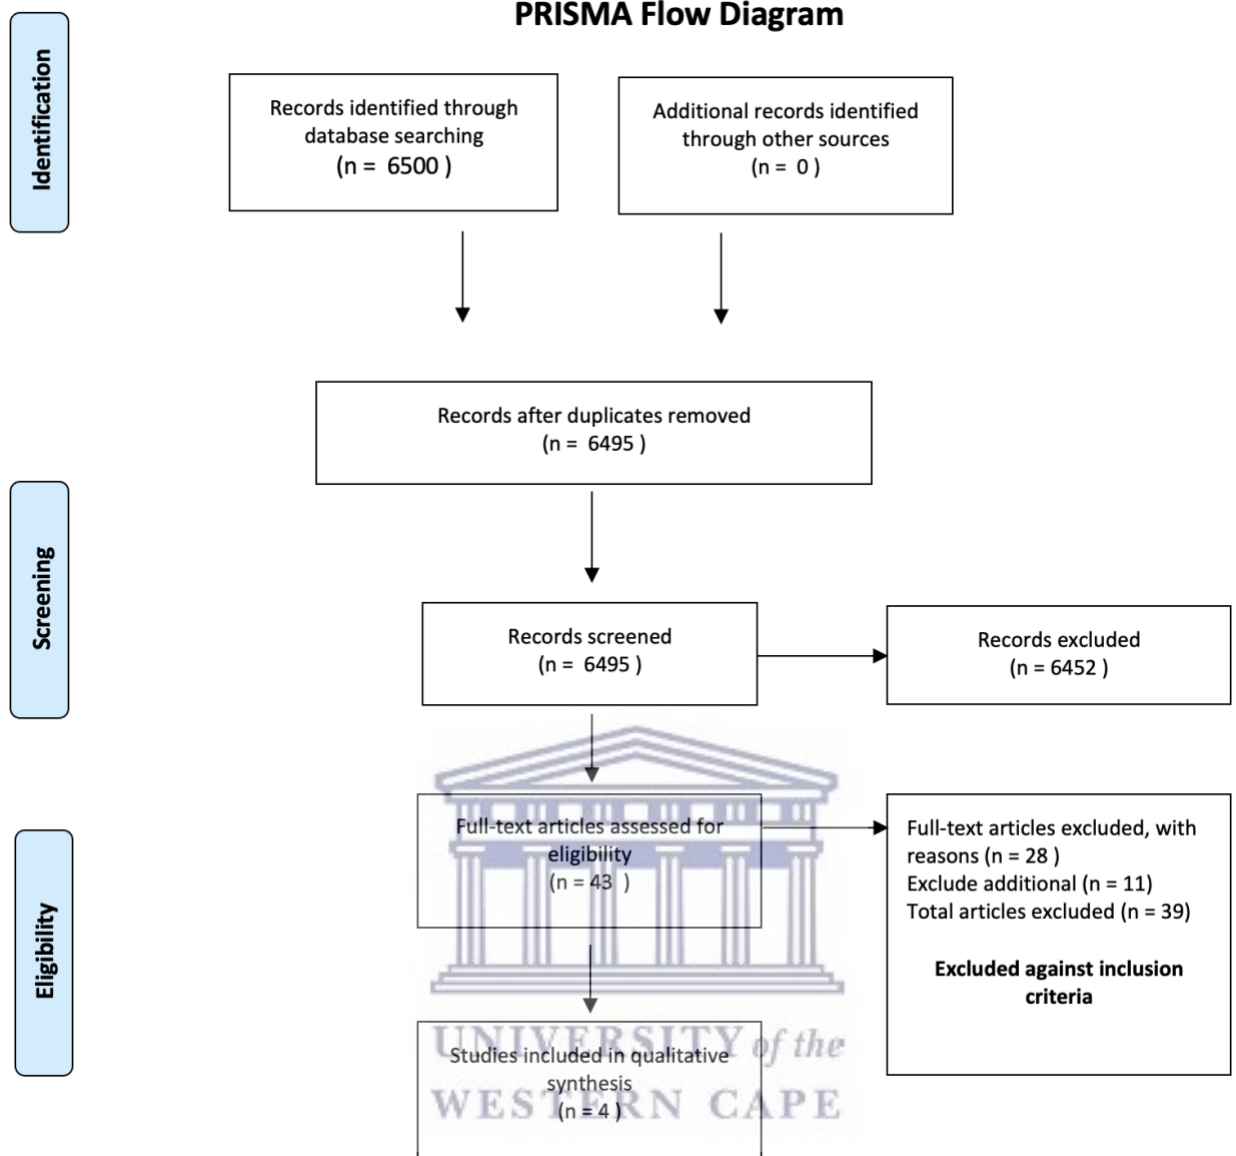 PRISMA Flow Diagram
Identification
Records identified through
database searching
(n = 6500 )
Additional records identified
through other sources
(n = 0 )
Records after duplicates removed
(n = 6495 )
Screening
Records screened
(n = 6495 )
Records excluded
(n = 6452 )
Eligibility
Full-text articles assessed for
eligibility
(n = 43 )
Full-text articles excluded, with
reasons (n = 28 )
Exclude additional (n = 11)
Total articles excluded (n = 39)
Excluded against inclusion
criteria
Studies included in qualitative
synthesis
(n = 4 )
UNIVERSITY of the
WESTERN CAPE